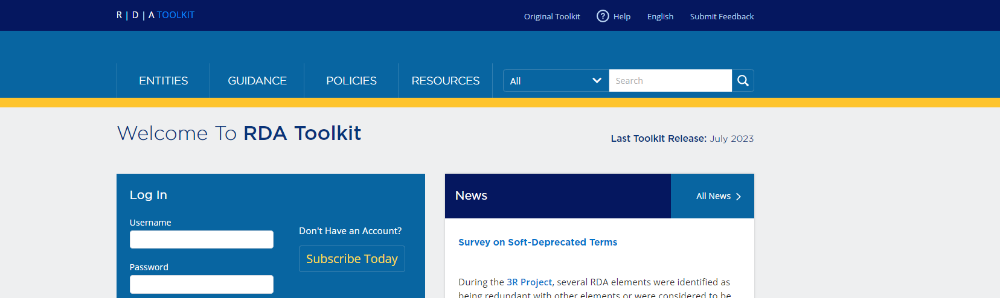 R | D | A TOOLKIT
Original Toolkit
? Help
English
Submit Feedback
ENTITIES
GUIDANCE
POLICIES
RESOURCES
All
Search
Welcome To RDA Toolkit
Last Toolkit Release: July 2023
Log In
Username
Password
Don't Have an Account?
Subscribe Today
News
All News
Survey on Soft-Deprecated Terms
During the 3R Project, several RDA elements were identified as
being redundant with other elements or were considered to be